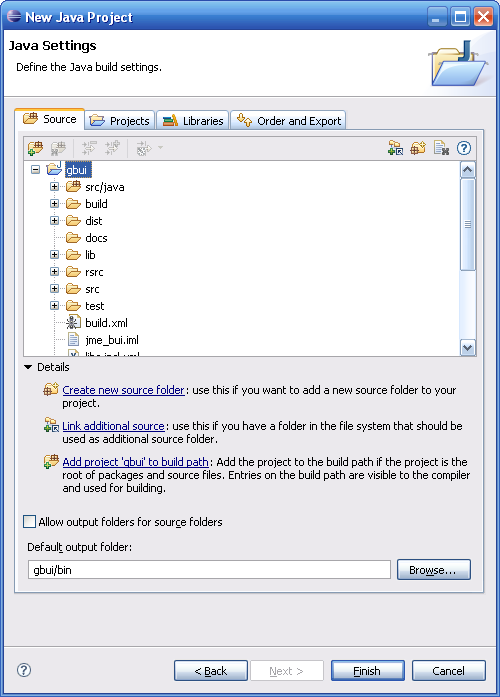 New Java Project
Java Settings
Define the Java build settings.
Source Projects Libraries Order and Export
gbui
src/java
build
dist
docs
lib
rsrc
src
test
build.xml
jme_bui.iml
Details
Create new source folder: use this if you want to add a new source folder to your
project.
Link additional source: use this if you have a folder in the file system that should be
used as additional source folder.
Add project 'gbui' to build path: Add the project to the build path if the project is the
root of packages and source files. Entries on the build path are visible to the compiler
and used for building.
Allow output folders for source folders
Default output folder:
gbui/bin
Browse...
< Back Next > Finish Cancel